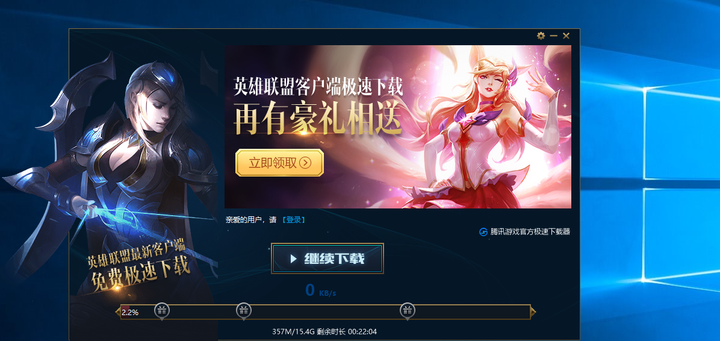 英雄联盟客户端极速下载
再有豪礼相送
立即领取
亲爱的用户，请 【登录】
腾讯游戏官方极速下载器
英雄联盟最新客户端
免费极速下载
继续下载
0 KB/s
2.2%
357M/15.4G 剩余时长 00:22:04